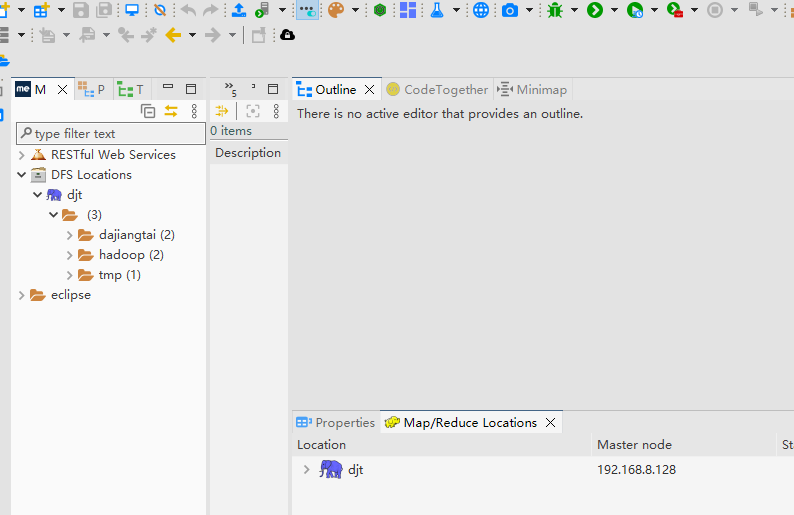 me M P T
type filter text
RESTful Web Services
DFS Locations
djt
(3)
dajiangtai (2)
hadoop (2)
tmp (1)
eclipse
»5
0 items
Description
Outline CodeTogether Minimap
There is no active editor that provides an outline.
Properties Map/Reduce Locations
Location Master node St
djt 192.168.8.128